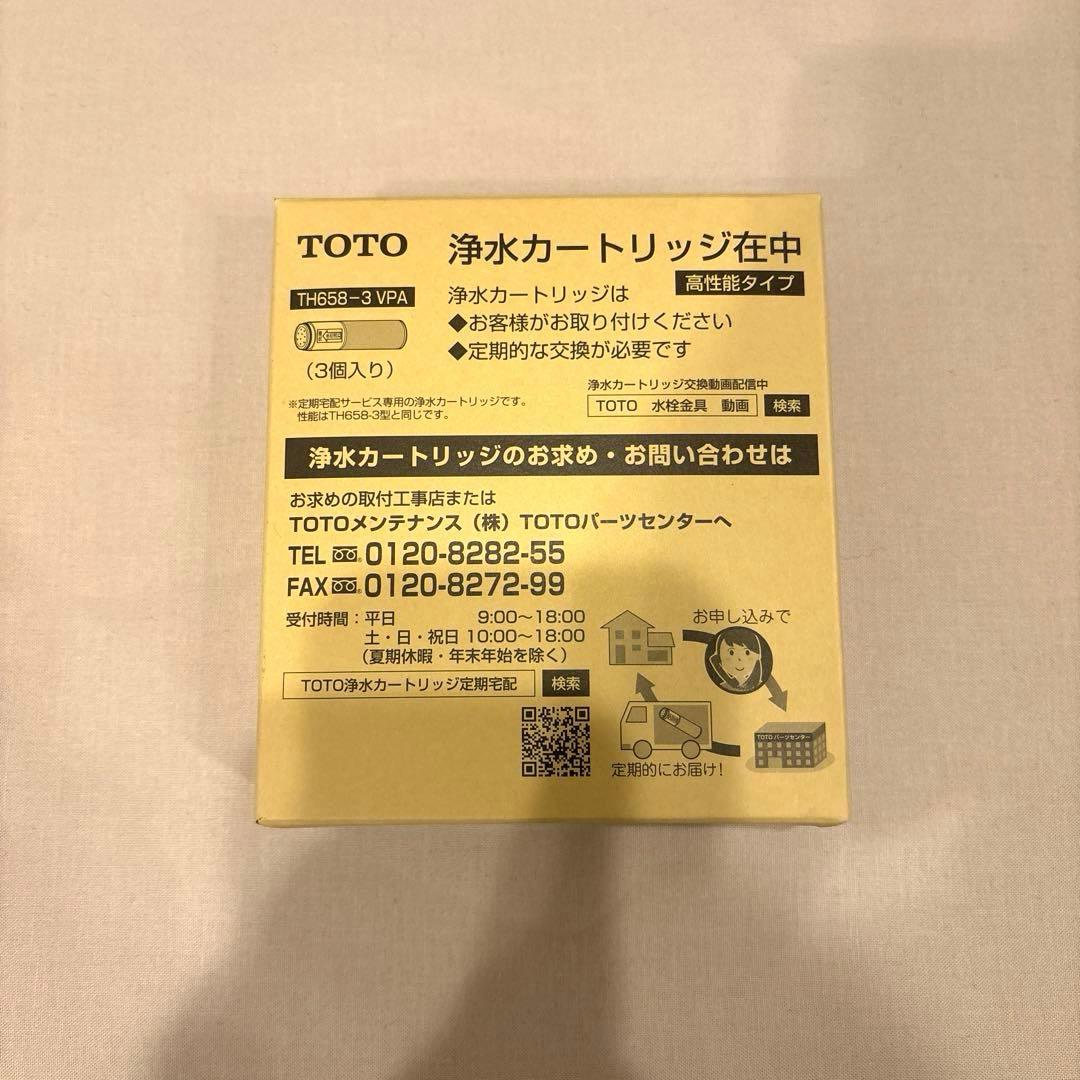 TOTO
浄水カートリッジ在中
高性能タイプ
TH658-3 VPA
(3個入り)
浄水カートリッジは
◆お客様がお取り付けください
◆定期的な交換が必要です
※定期宅配サービス専用の浄水カートリッジです。
性能はTH658-3型と同じです。
浄水カートリッジ交換動画配信中
TOTO 水栓金具 動画 検索
浄水カートリッジのお求め・お問い合わせは
お求めの取付工事店または
TOTOメンテナンス(株)TOTOパーツセンターへ
TEL 0120-8282-55
FAX 0120-8272-99
受付時間:平日 9:00〜18:00
土・日・祝日 10:00〜18:00
(夏期休暇・年末年始を除く)
TOTO浄水カートリッジ定期宅配 検索
お申し込みで
TOTO パーツセンター
定期的にお届け!